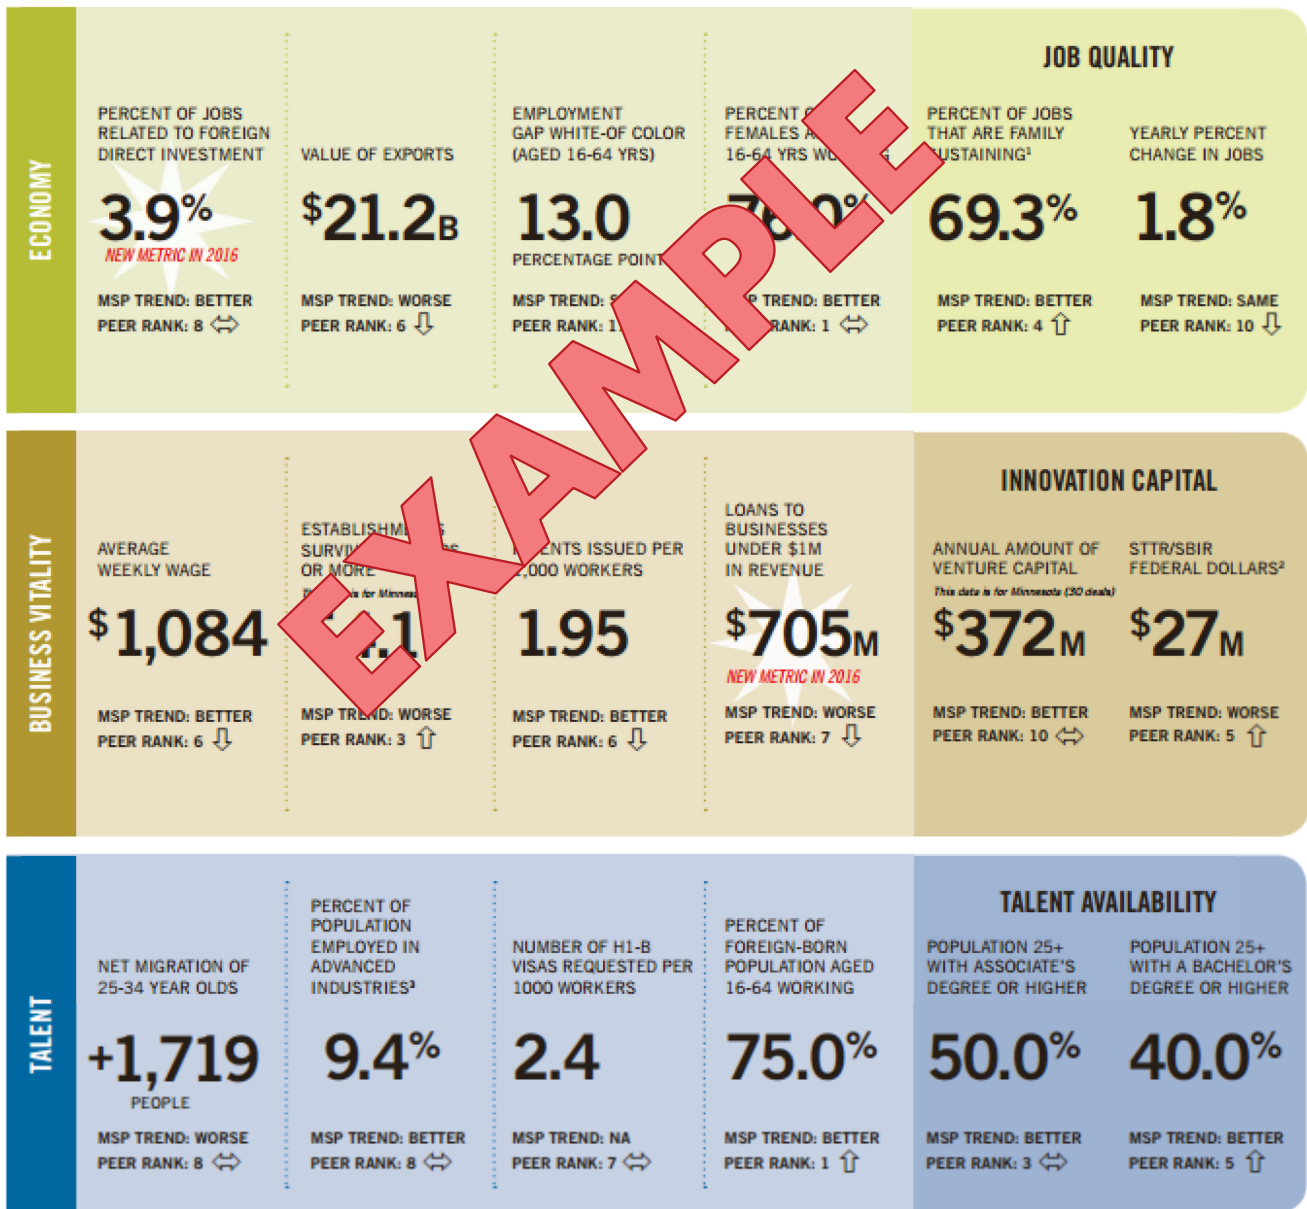 ECONOMY
PERCENT OF JOBS
RELATED TO FOREIGN
DIRECT INVESTMENT
3.9%
NEW METRIC IN 2016
MSP TREND: BETTER
PEER RANK: 8
VALUE OF EXPORTS
$21.2B
MSP TREND: WORSE
PEER RANK: 6
EMPLOYMENT
GAP WHITE-OF COLOR
(AGED 16-64 YRS)
13.0
PERCENTAGE
MSP TREND:
PEER RANK:
PERCENT
FEMALES
16-64 YRS
TREND: BETTER
RANK: 1
JOB QUALITY
PERCENT OF JOBS
THAT ARE FAMILY
SUSTAINING¹
69.3%
MSP TREND: BETTER
PEER RANK: 4
YEARLY PERCENT
CHANGE IN JOBS
1.8%
MSP TREND: SAME
PEER RANK: 10
EXAMPLE
BUSINESS VITALITY
AVERAGE
WEEKLY WAGE
$1,084
MSP TREND: BETTER
PEER RANK: 6
OR MORE
MSP TREND: WORSE
PEER RANK: 3
ISSUED PER
WORKERS
1.95
MSP TREND: BETTER
PEER RANK: 6
LOANS TO
BUSINESSES
UNDER $1M
IN REVENUE
$705M
NEW METRIC IN 2016
MSP TREND: WORSE
PEER RANK: 7
INNOVATION CAPITAL
ANNUAL AMOUNT OF
VENTURE CAPITAL
This data is for Minnesota (30 deals)
$372M
MSP TREND: BETTER
PEER RANK: 10
STTR/SBIR
FEDERAL DOLLARS²
$27M
MSP TREND: WORSE
PEER RANK: 5
TALENT
NET MIGRATION OF
25-34 YEAR OLDS
+1,719
PEOPLE
MSP TREND: WORSE
PEER RANK: 8
PERCENT OF
POPULATION
EMPLOYED IN
ADVANCED
INDUSTRIES³
9.4%
MSP TREND: BETTER
PEER RANK: 8
NUMBER OF H1-B
VISAS REQUESTED PER
1000 WORKERS
2.4
MSP TREND: NA
PEER RANK: 7
PERCENT OF
FOREIGN-BORN
POPULATION AGED
16-64 WORKING
75.0%
MSP TREND: BETTER
PEER RANK: 1
TALENT AVAILABILITY
POPULATION 25+
WITH ASSOCIATE'S
DEGREE OR HIGHER
50.0%
MSP TREND: BETTER
PEER RANK: 3
POPULATION 25+
WITH A BACHELOR'S
DEGREE OR HIGHER
40.0%
MSP TREND: BETTER
PEER RANK: 5